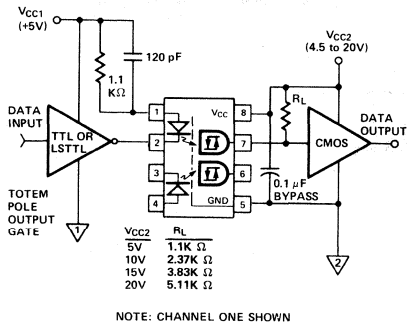 VCC1
(+5V)
120 pF
1.1
KΩ
VCC2
(4.5 to 20V)
RL
DATA
INPUT
TTL OR
LSTTL
1
2
3
4
VCC
8
7
6
GND
5
CMOS
DATA
OUTPUT
0.1 µF
BYPASS
TOTEM
POLE
OUTPUT
GATE
1
2
VCC2 RL
5V 1.1K Ω
10V 2.37K Ω
15V 3.83K Ω
20V 5.11K Ω
NOTE: CHANNEL ONE SHOWN